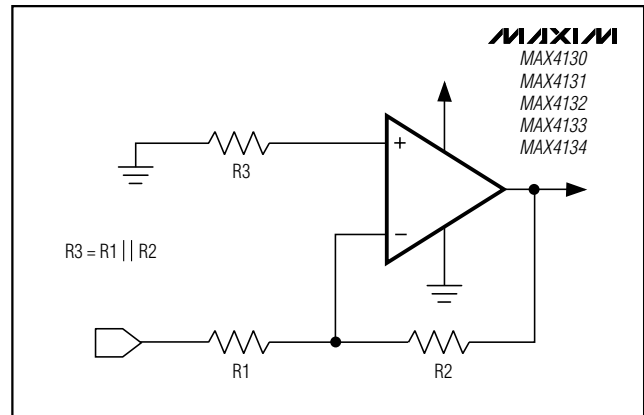 MAXIM
MAX4130
MAX4131
MAX4132
MAX4133
MAX4134
+
R3
−
R3 = R1 || R2
R1
R2